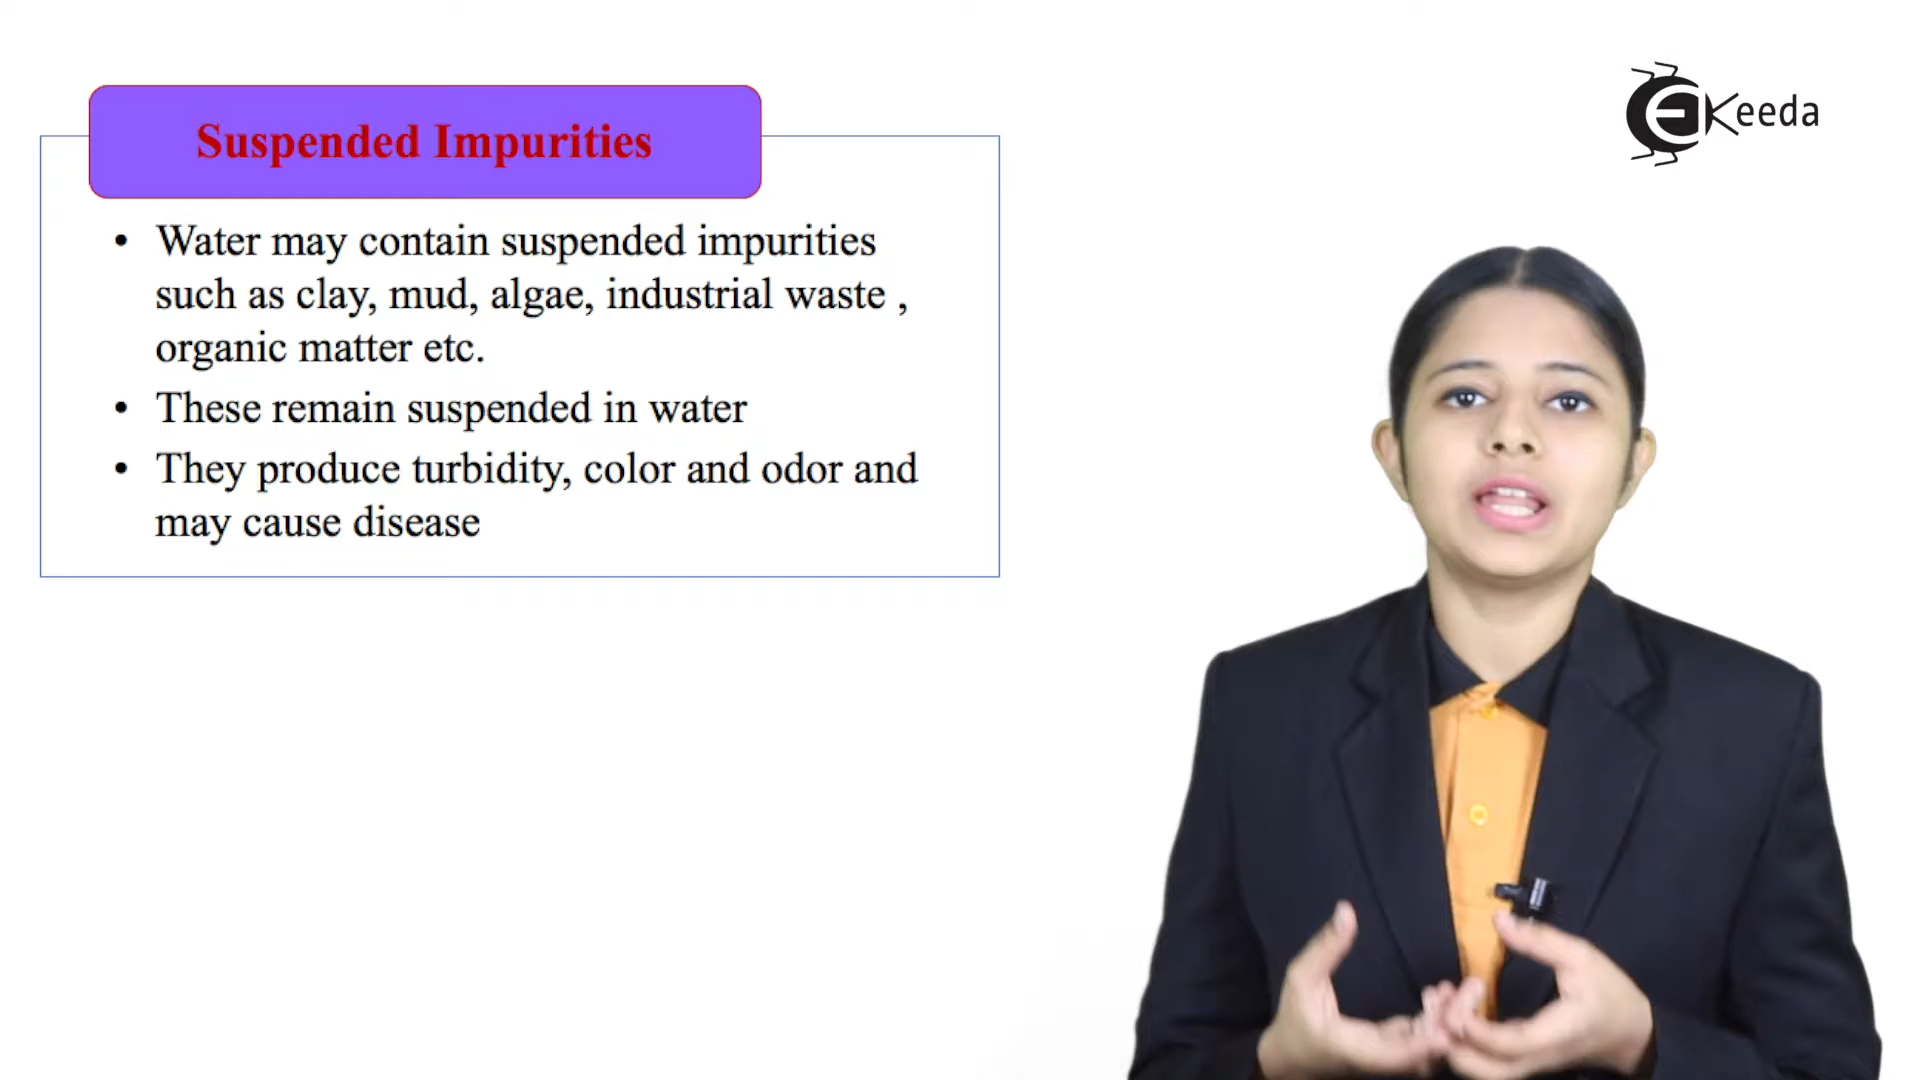 Suspended Impurities
• Water may contain suspended impurities
such as clay, mud, algae, industrial waste ,
organic matter etc.
• These remain suspended in water
• They produce turbidity, color and odor and
may cause disease
EKeeda